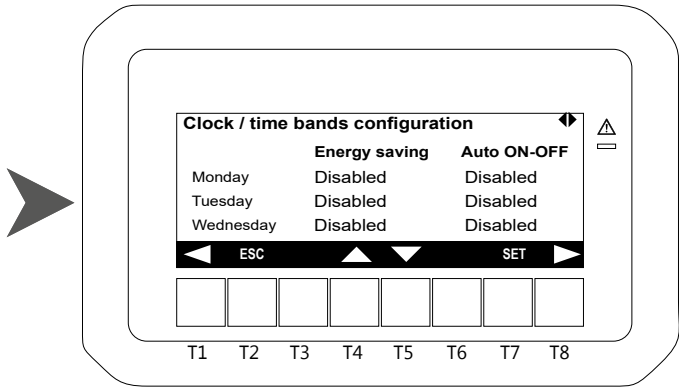 Clock / time bands configuration
Energy saving Auto ON-OFF
Monday Disabled Disabled
Tuesday Disabled Disabled
Wednesday Disabled Disabled
ESC SET
T1 T2 T3 T4 T5 T6 T7 T8